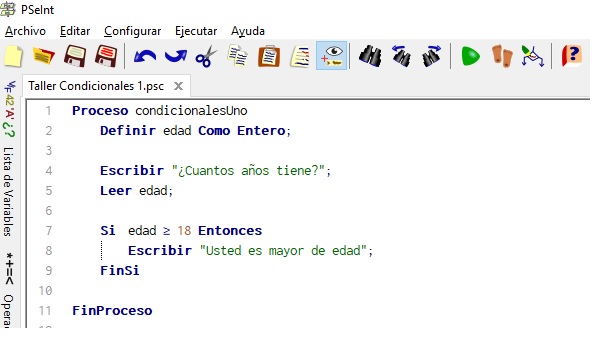 PSeInt
Archivo Editar Configurar Ejecutar Ayuda
Taller Condicionales 1.psc
1 Proceso condicionalesUno
2 Definir edad Como Entero;
3
4 Escribir "¿Cuantos años tiene?";
5 Leer edad;
6
7 Si edad ≥ 18 Entonces
8 Escribir "Usted es mayor de edad";
9 FinSi
10
11 FinProceso
42 'A' ¿?
Lista de Variables
*+=<